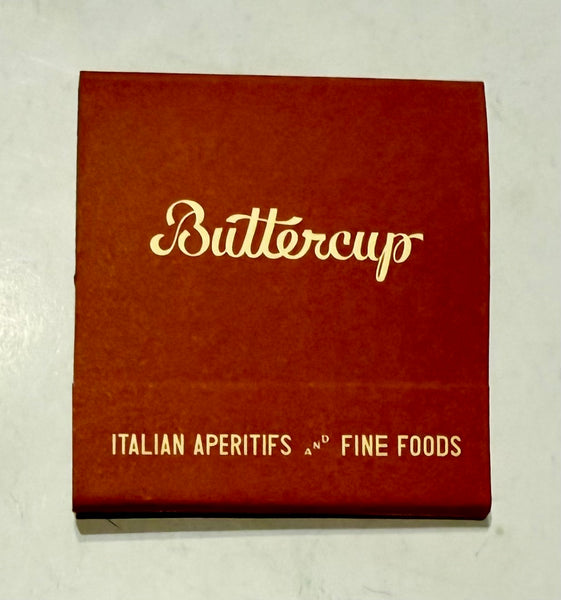 Buttercup
ITALIAN APERITIFS AND FINE FOODS